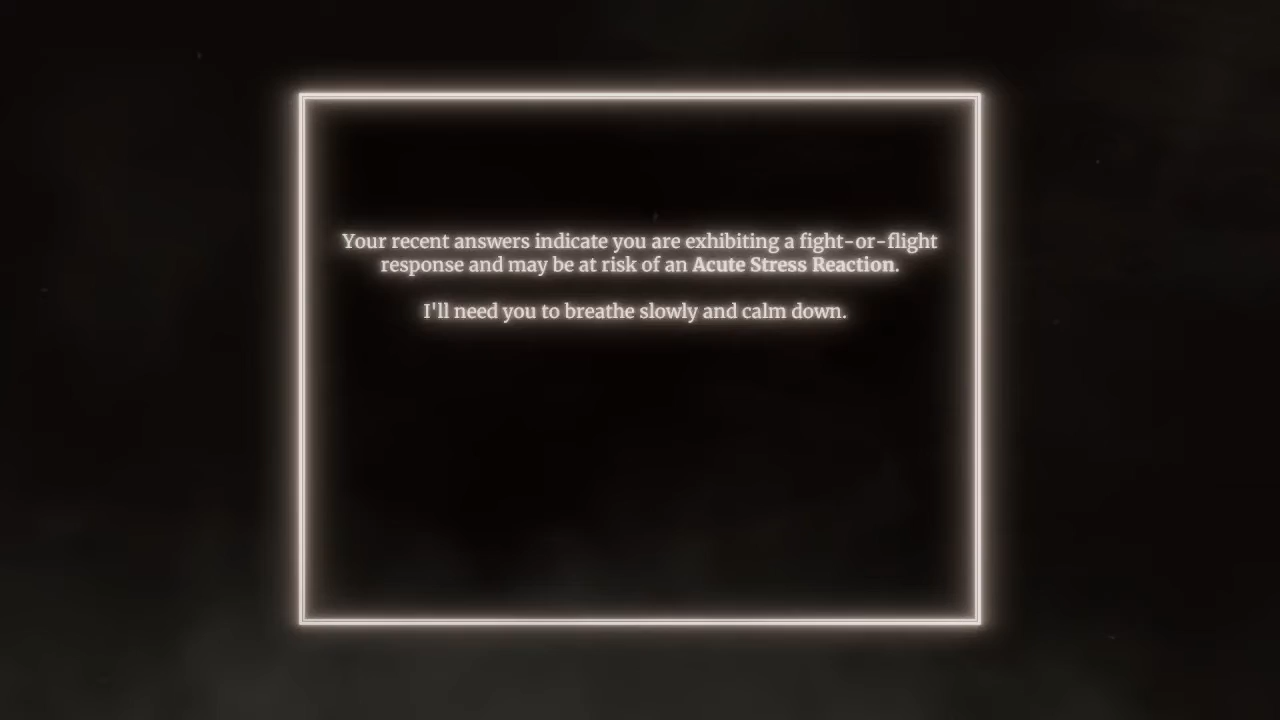 Your recent answers indicate you are exhibiting a fight-or-flight
response and may be at risk of an Acute Stress Reaction.
I'll need you to breathe slowly and calm down.